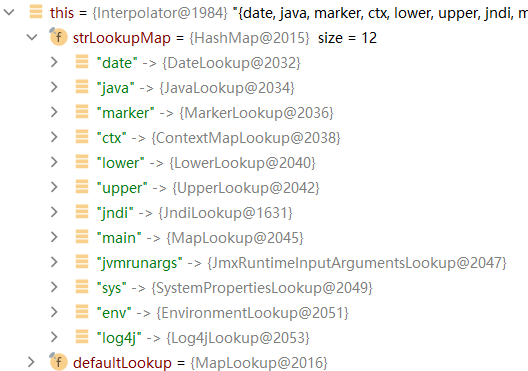 this = {Interpolator@1984} "{date, java, marker, ctx, lower, upper, jndi, m
f strLookupMap = {HashMap@2015} size = 12
"date" -> {DateLookup@2032}
"java" -> {JavaLookup@2034}
"marker" -> {MarkerLookup@2036}
"ctx" -> {ContextMapLookup@2038}
"lower" -> {LowerLookup@2040}
"upper" -> {UpperLookup@2042}
"jndi" -> {JndiLookup@1631}
"main" -> {MapLookup@2045}
"jvmrunargs" -> {JmxRuntimeInputArgumentsLookup@2047}
"sys" -> {SystemPropertiesLookup@2049}
"env" -> {EnvironmentLookup@2051}
"log4j" -> {Log4jLookup@2053}
f defaultLookup = {MapLookup@2016}